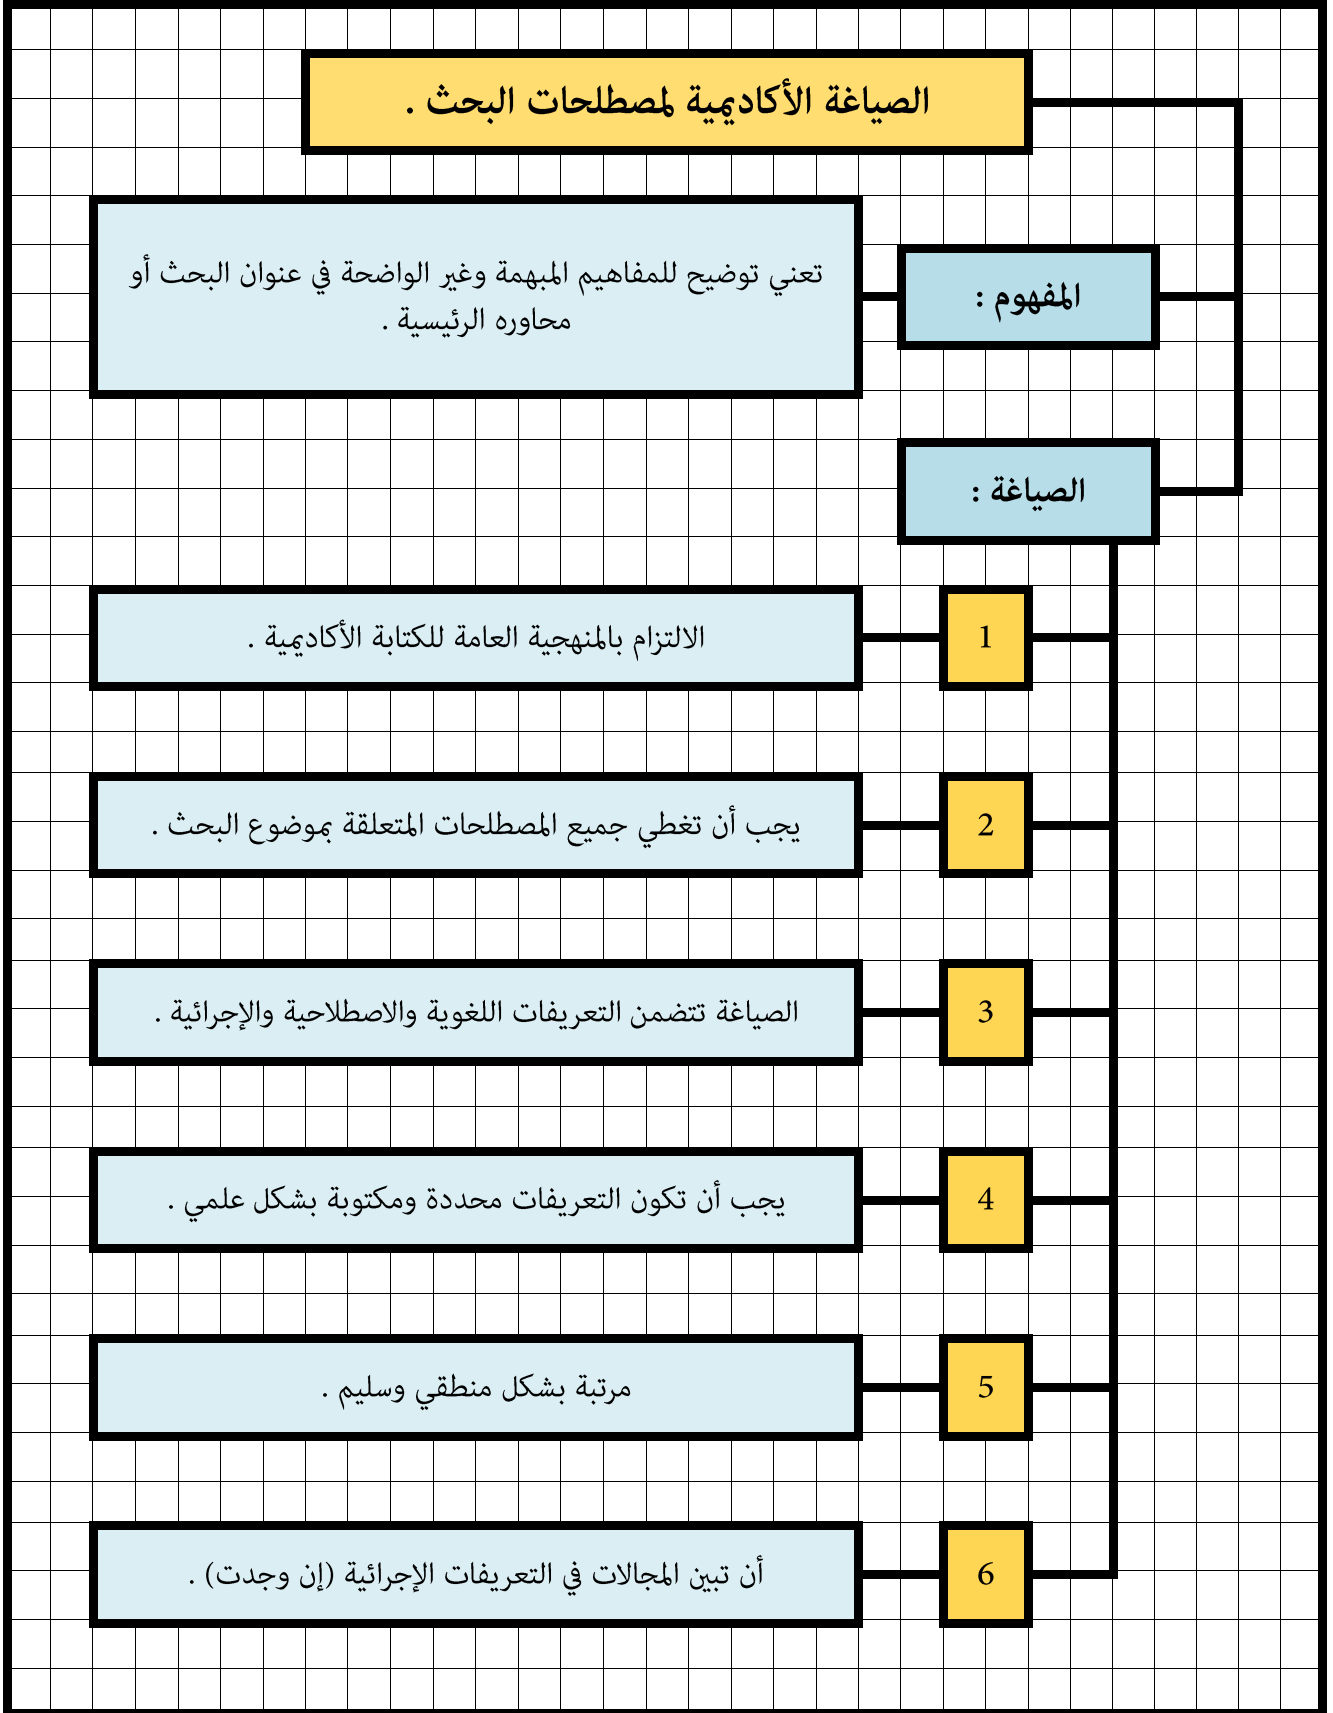 الصياغة الأكاديمية لمصطلحات البحث .
المفهوم :
تعني توضيح للمفاهيم المبهمة وغير الواضحة في عنوان البحث أو
محاوره الرئيسية .
الصياغة :
1
الالتزام بالمنهجية العامة للكتابة الأكاديمية .
2
يجب أن تغطي جميع المصطلحات المتعلقة بموضوع البحث .
3
الصياغة تتضمن التعريفات اللغوية والاصطلاحية والإجرائية .
4
يجب أن تكون التعريفات محددة ومكتوبة بشكل علمي .
5
مرتبة بشكل منطقي وسليم .
6
أن تبين المجالات في التعريفات الإجرائية (إن وجدت) .